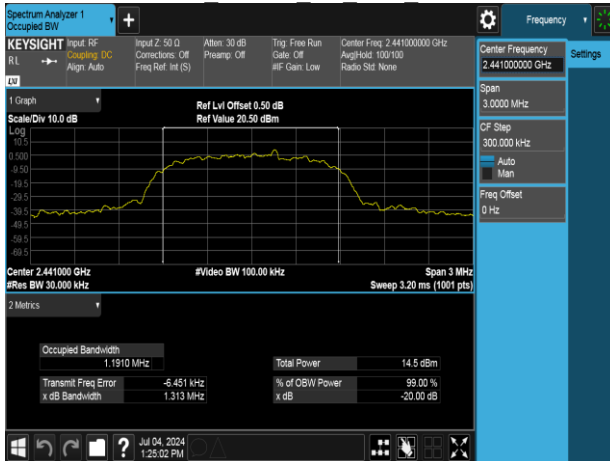 Spectrum Analyzer 1
Occupied BW
Frequency
KEYSIGHT
RL
LXI
Input: RF
Coupling: DC
Align: Auto
Input Z: 50 Ω
Corrections: Off
Freq Ref: Int (S)
Atten: 30 dB
Preamp: Off
Trig: Free Run
Gate: Off
#IF Gain: Low
Center Freq: 2.441000000 GHz
Avg|Hold: 100/100
Radio Std: None
1 Graph
Scale/Div 10.0 dB
Ref Lvl Offset 0.50 dB
Ref Value 20.50 dBm
Log
10.5
0.500
-9.50
-19.5
-29.5
-39.5
-49.5
-59.5
-69.5
Center 2.441000 GHz
#Res BW 30.000 kHz
#Video BW 100.00 kHz
Span 3 MHz
Sweep 3.20 ms (1001 pts)
2 Metrics
Occupied Bandwidth
1.1910 MHz
Transmit Freq Error -6.451 kHz
x dB Bandwidth 1.313 MHz
Total Power 14.5 dBm
% of OBW Power 99.00 %
x dB -20.00 dB
Center Frequency
2.441000000 GHz
Settings
Span
3.0000 MHz
CF Step
300.000 kHz
Auto
Man
Freq Offset
0 Hz
?
Jul 04, 2024
1:25:02 PM